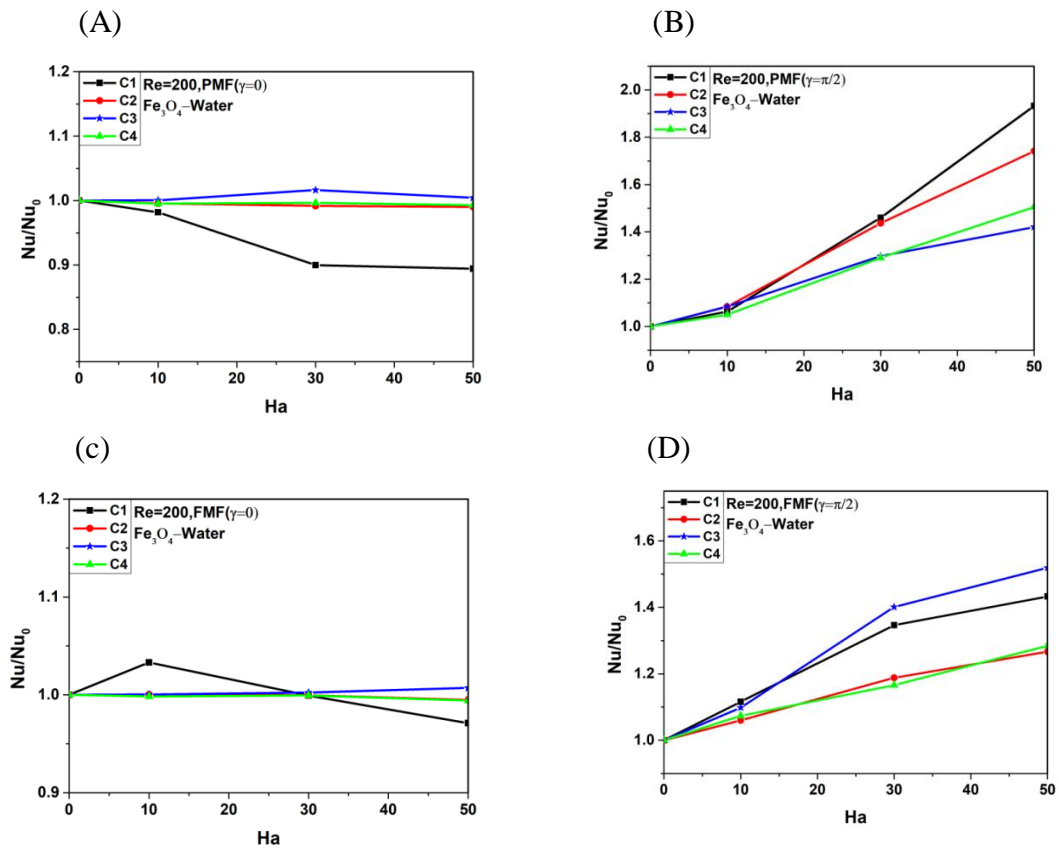 (A)
1.2
1.1
1.0
0.9
0.8
Nu/Nu₀
C1
C2
C3
C4
Re=200,PMF(γ=0)
Fe₃O₄–Water
0 10 20 30 40 50
Ha
(B)
2.0
1.8
1.6
1.4
1.2
1.0
Nu/Nu₀
C1
C2
C3
C4
Re=200,PMF(γ=π/2)
Fe₃O₄–Water
0 10 20 30 40 50
Ha
(c)
1.2
1.1
1.0
0.9
Nu/Nu₀
C1
C2
C3
C4
Re=200,FMF(γ=0)
Fe₃O₄–Water
0 10 20 30 40 50
Ha
(D)
1.6
1.4
1.2
1.0
Nu/Nu₀
C1
C2
C3
C4
Re=200,FMF(γ=π/2)
Fe₃O₄–Water
0 10 20 30 40 50
Ha